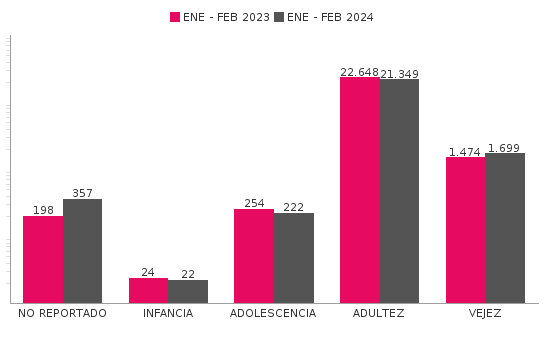 ENE - FEB 2023 ENE - FEB 2024
22.648 21.349
1.474 1.699
198 357
254 222
24 22
NO REPORTADO INFANCIA ADOLESCENCIA ADULTEZ VEJEZ